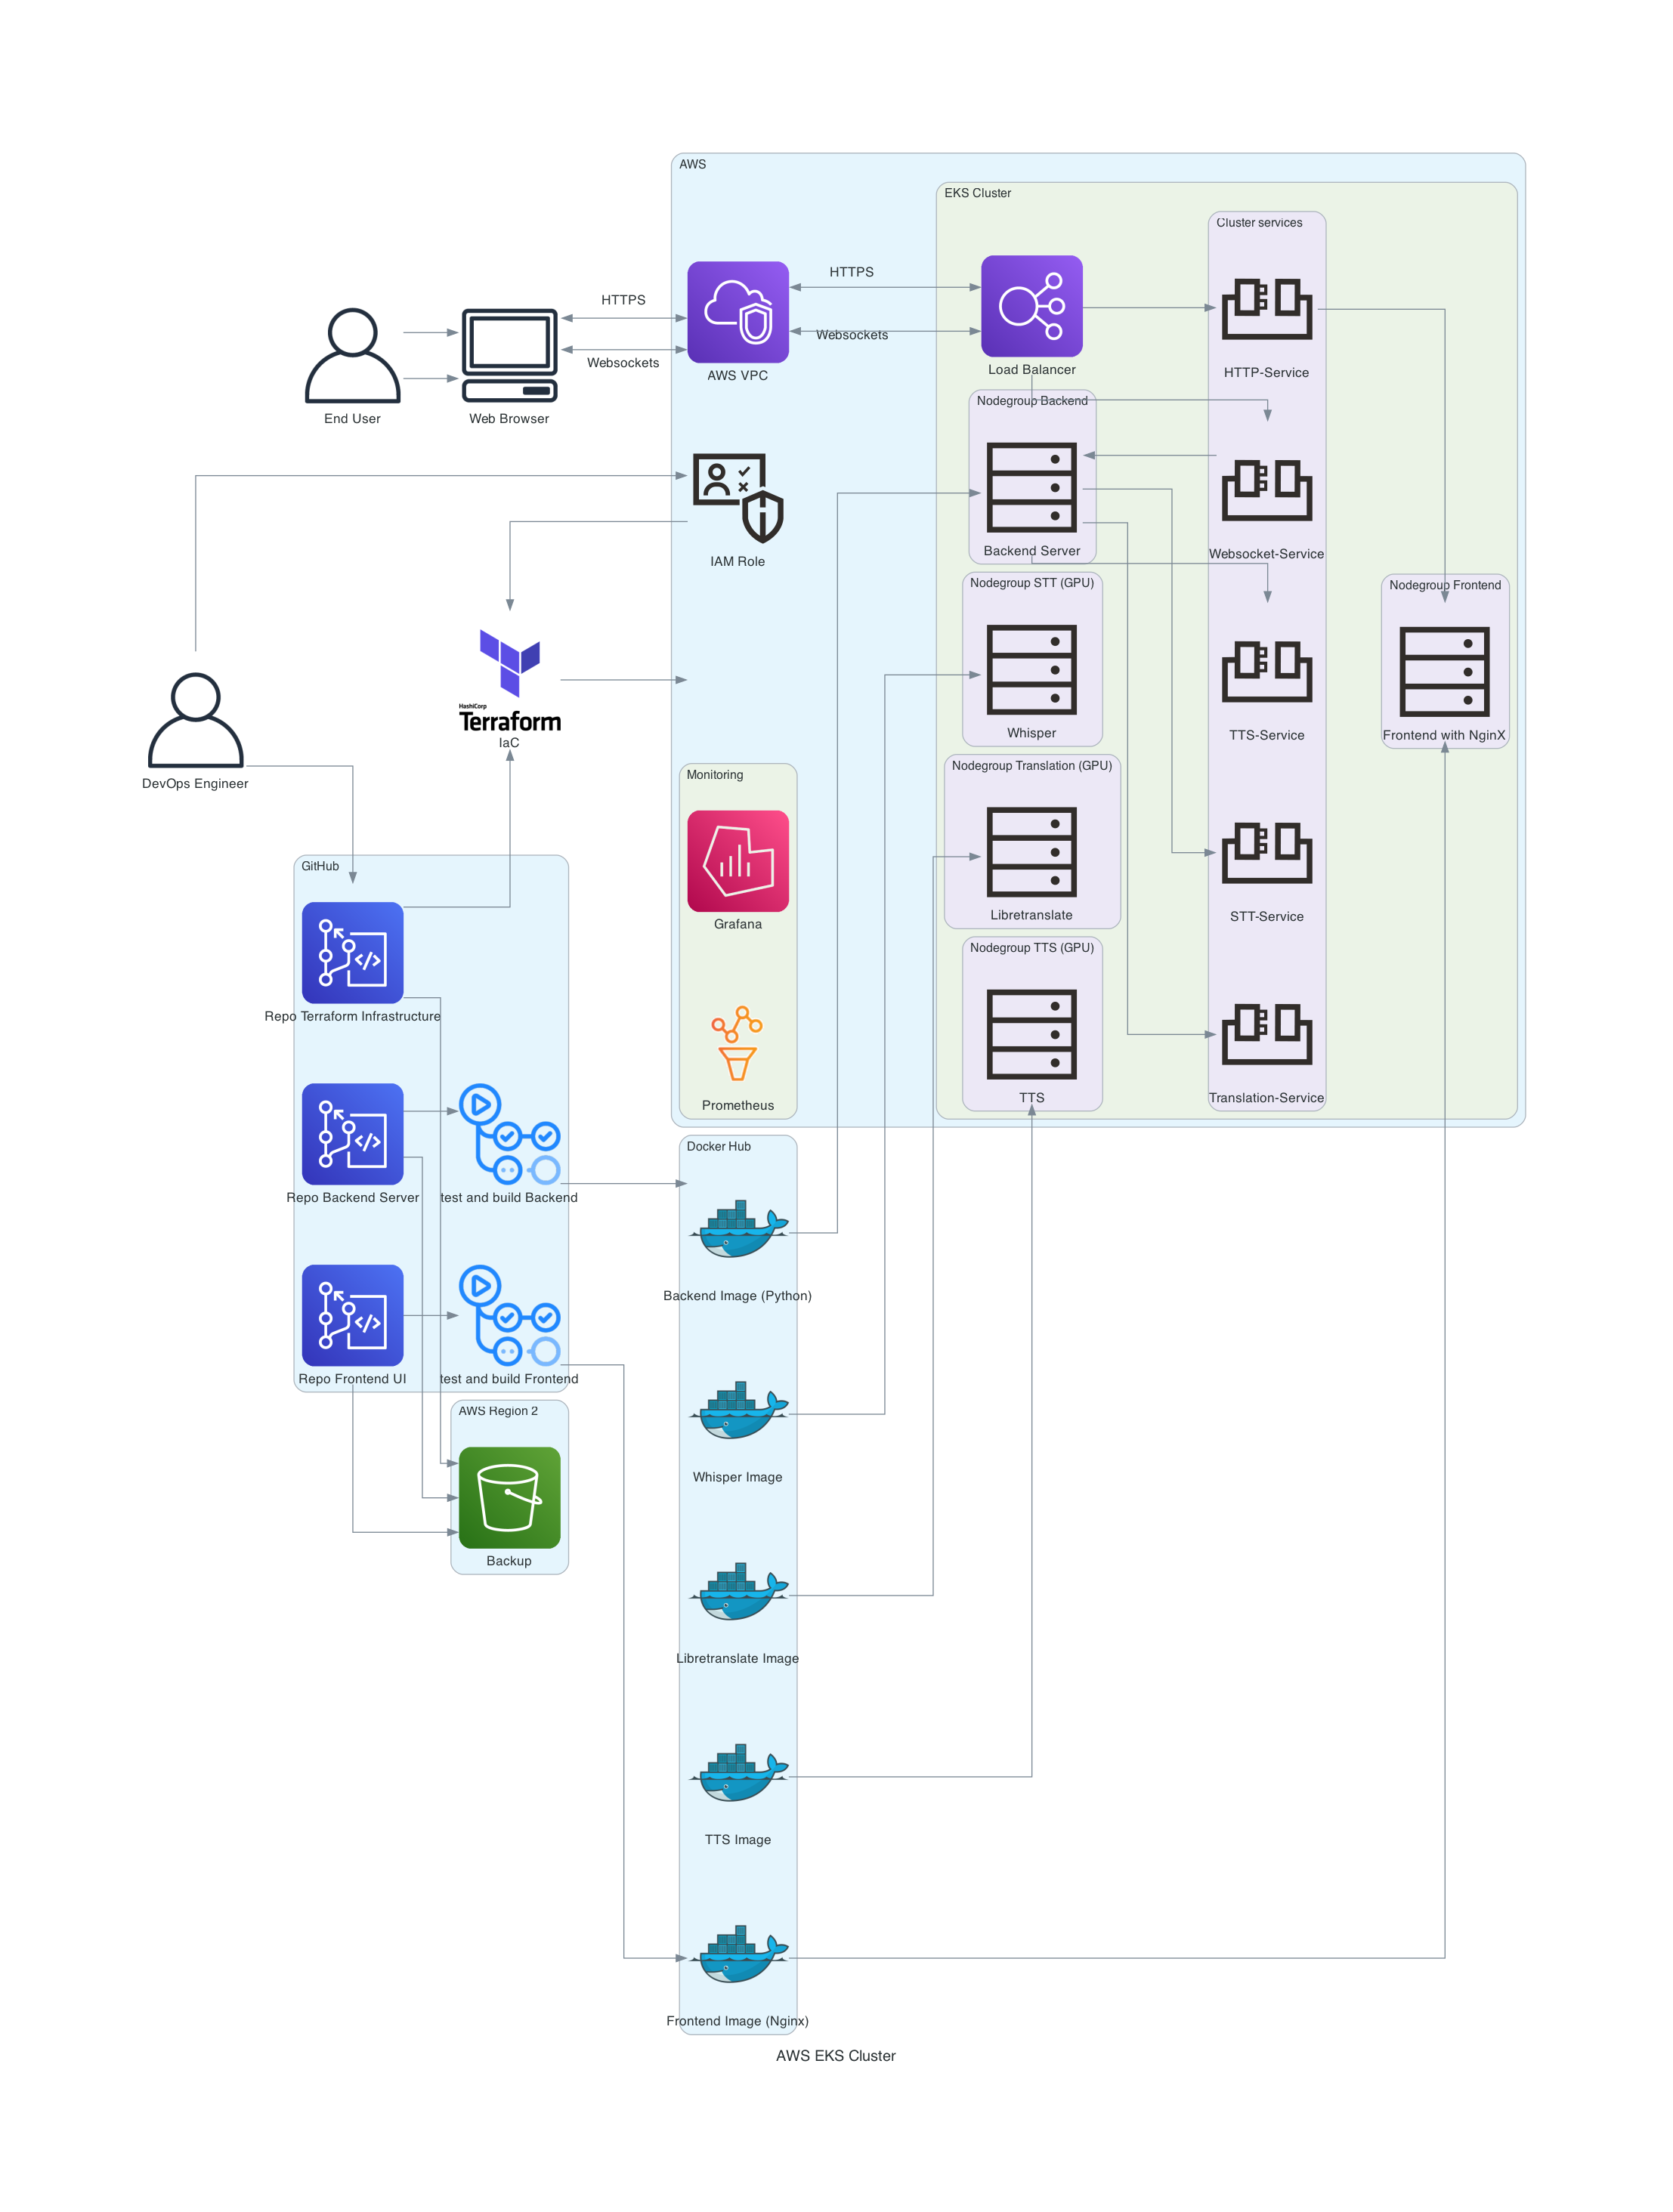 AWS
EKS Cluster
Cluster services
HTTPS
HTTPS
Websockets
Websockets
End User
Web Browser
AWS VPC
Load Balancer
HTTP-Service
Nodegroup Backend
Backend Server
Websocket-Service
IAM Role
Nodegroup STT (GPU)
Whisper
TTS-Service
Nodegroup Frontend
Frontend with NginX
HashiCorp
Terraform
IaC
DevOps Engineer
Monitoring
Grafana
Prometheus
Nodegroup Translation (GPU)
Libretranslate
STT-Service
Nodegroup TTS (GPU)
TTS
Translation-Service
GitHub
Repo Terraform Infrastructure
Repo Backend Server
test and build Backend
Repo Frontend UI
test and build Frontend
AWS Region 2
Backup
Docker Hub
Backend Image (Python)
Whisper Image
Libretranslate Image
TTS Image
Frontend Image (Nginx)
AWS EKS Cluster